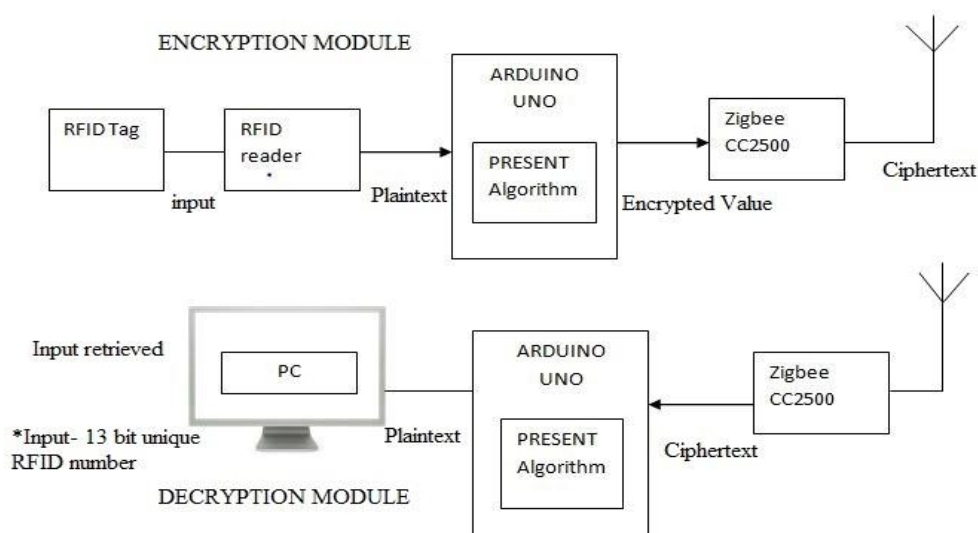 ENCRYPTION MODULE
RFID Tag
input
RFID
reader
*
Plaintext
ARDUINO
UNO
PRESENT
Algorithm
Encrypted Value
Zigbee
CC2500
Ciphertext
Input retrieved
PC
*Input- 13 bit unique
RFID number
Plaintext
ARDUINO
UNO
PRESENT
Algorithm
Ciphertext
Zigbee
CC2500
DECRYPTION MODULE